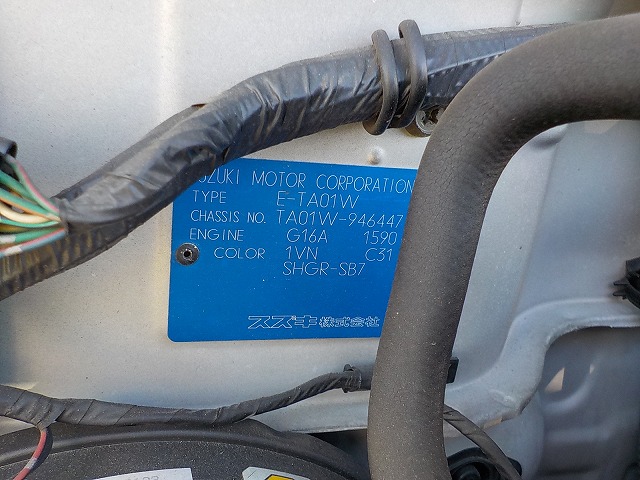 SUZUKI MOTOR CORPORATION
TYPE E-TA01W
CHASSIS NO. TA01W-946447
ENGINE G16A 1590
COLOR 1VN C31
SHGR-SB7
スズキ株式会社